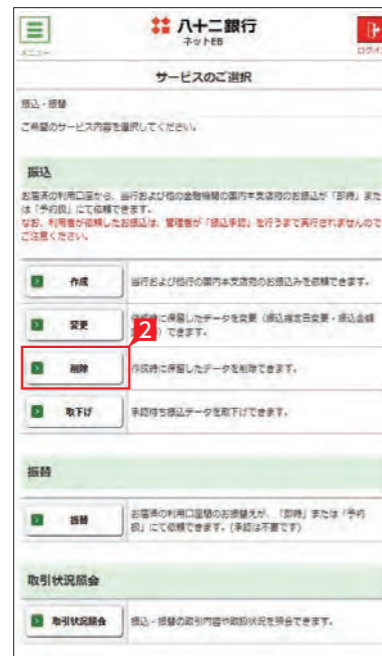 メニュー
八十二銀行
ネットEB
ログオフ
サービスのご選択
振込・振替
ご希望のサービス内容を選択してください。
振込
お客様の利用口座から、当行および他の金融機関の国内本支店宛のお振込が「即時」また
は「予約扱」にて依頼できます。
なお、利用者が依頼したお振込は、管理者が「振込承認」を行うまで実行されませんので
ご注意ください。
作成
当行および他行の国内本支店宛のお振込みを依頼できます。
変更
作成時に保留したデータを変更（振込指定日変更・振込金額
）できます。
2
削除
作成時に保留したデータを削除できます。
取下げ
承認待ち振込データを取下げできます。
振替
振替
お客様の利用口座間のお振替えが、「即時」または「予約
扱」にて依頼できます。(承認は不要です)
取引状況照会
取引状況照会
振込・振替の取引内容や取扱状況を照会できます。